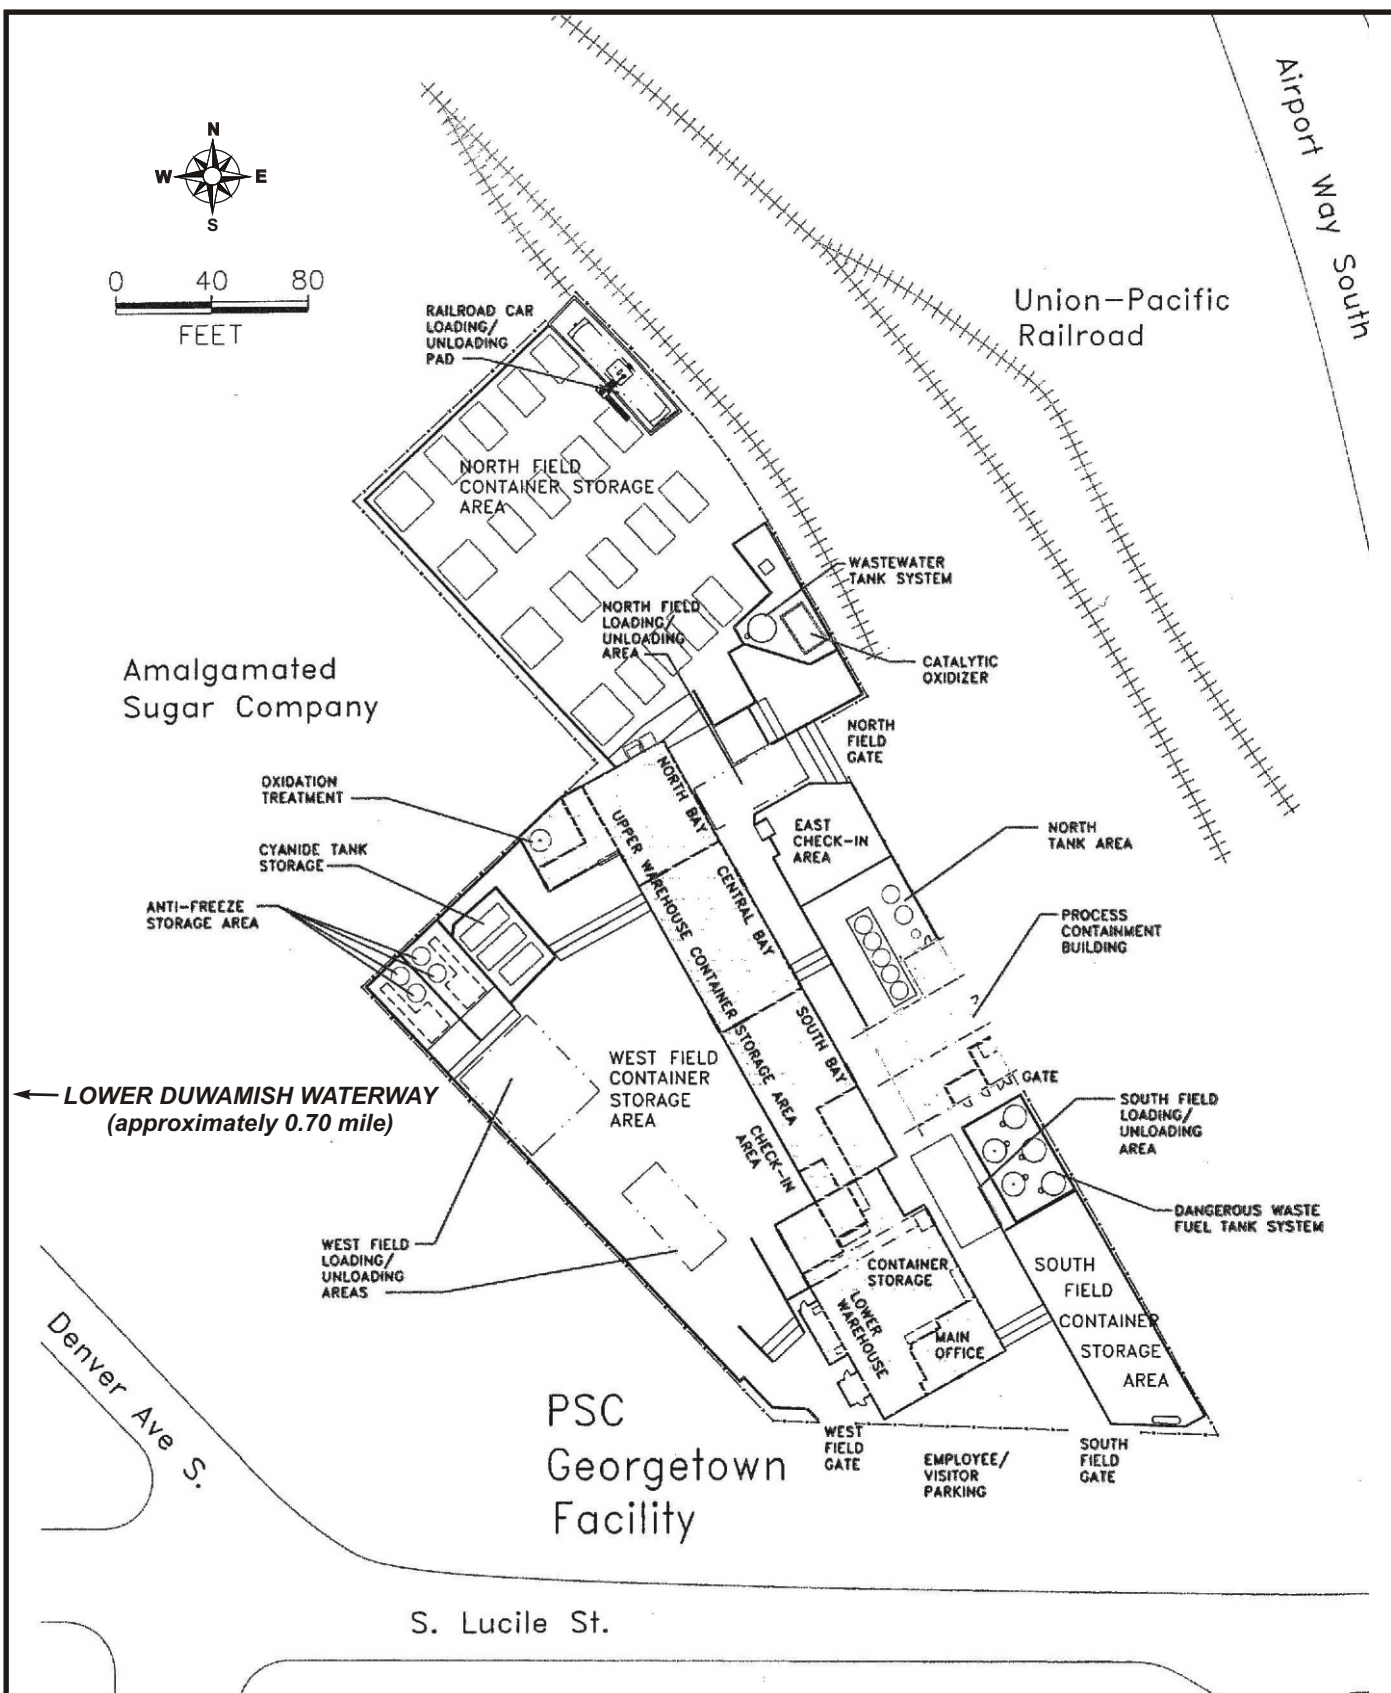 N
W E
S
0 40 80
FEET
Airport Way South
Union-Pacific
Railroad
RAILROAD CAR
LOADING/
UNLOADING
PAD
NORTH FIELD
CONTAINER STORAGE
AREA
WASTEWATER
TANK SYSTEM
NORTH FIELD
LOADING/
UNLOADING
AREA
CATALYTIC
OXIDIZER
Amalgamated
Sugar Company
NORTH
FIELD
GATE
OXIDATION
TREATMENT
CYANIDE TANK
STORAGE
ANTI-FREEZE
STORAGE AREA
NORTH BAY
UPPER WAREHOUSE CONTAINER STORAGE AREA
CENTRAL BAY
SOUTH BAY
EAST
CHECK-IN
AREA
NORTH
TANK AREA
PROCESS
CONTAINMENT
BUILDING
WEST FIELD
CONTAINER
STORAGE
AREA
CHECK-IN
AREA
GATE
LOWER DUWAMISH WATERWAY
(approximately 0.70 mile)
SOUTH FIELD
LOADING/
UNLOADING
AREA
DANGEROUS WASTE
FUEL TANK SYSTEM
WEST FIELD
LOADING/
UNLOADING
AREAS
CONTAINER
STORAGE
LOWER
WAREHOUSE
MAIN
OFFICE
SOUTH
FIELD
CONTAINER
STORAGE
AREA
Denver Ave S.
PSC
Georgetown
Facility
WEST
FIELD
GATE
EMPLOYEE/
VISITOR
PARKING
SOUTH
FIELD
GATE
S. Lucile St.